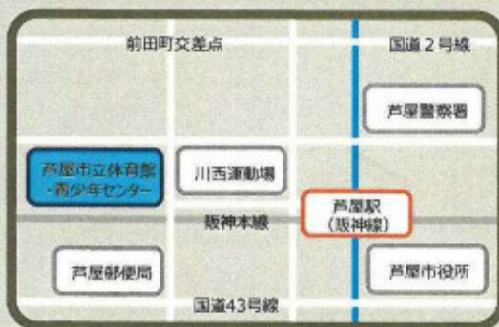 前田町交差点
国道2号線
芦屋警察署
芦屋市立体育館
・青少年センター
川西運動場
芦屋駅
(阪神線)
阪神本線
芦屋郵便局
芦屋市役所
国道43号線